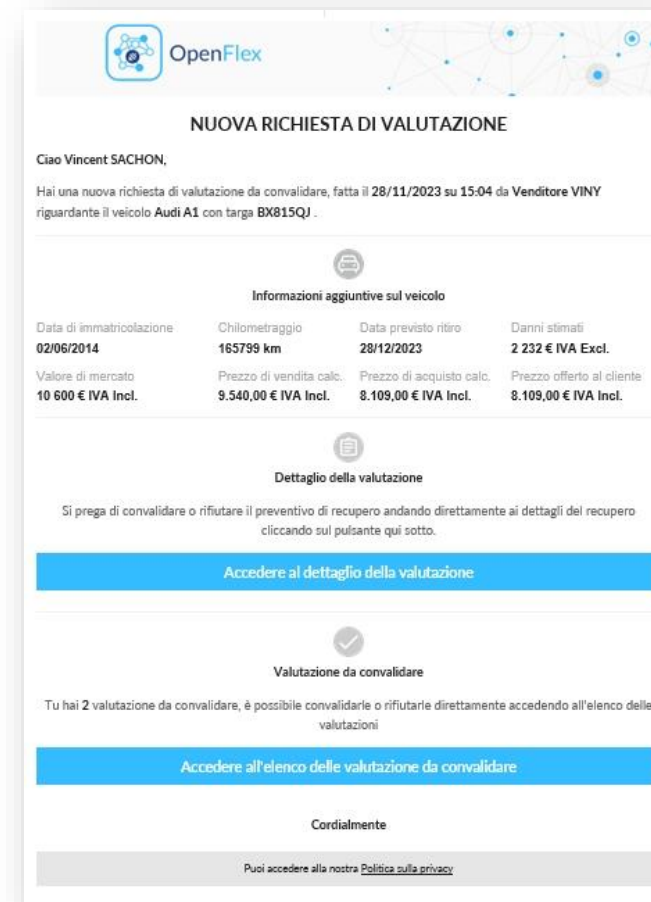 OpenFlex
NUOVA RICHIESTA DI VALUTAZIONE
Ciao Vincent SACHON,
Hai una nuova richiesta di valutazione da convalidare, fatta il 28/11/2023 su 15:04 da Venditore VINY
riguardante il veicolo Audi A1 con targa BX815QJ .
Informazioni aggiuntive sul veicolo
Data di immatricolazione Chilometraggio Data previsto ritiro Danni stimati
02/06/2014 165799 km 28/12/2023 2 232 € IVA Excl.
Valore di mercato Prezzo di vendita calc. Prezzo di acquisto calc. Prezzo offerto al cliente
10 600 € IVA Incl. 9.540,00 € IVA Incl. 8.109,00 € IVA Incl. 8.109,00 € IVA Incl.
Dettaglio della valutazione
Si prega di convalidare o rifiutare il preventivo di recupero andando direttamente ai dettagli del recupero
cliccando sul pulsante qui sotto.
Accedere al dettaglio della valutazione
Valutazione da convalidare
Tu hai 2 valutazione da convalidare, è possibile convalidarle o rifiutarle direttamente accedendo all'elenco delle
valutazioni
Accedere all'elenco delle valutazione da convalidare
Cordialmente
Puoi accedere alla nostra Politica sulla privacy